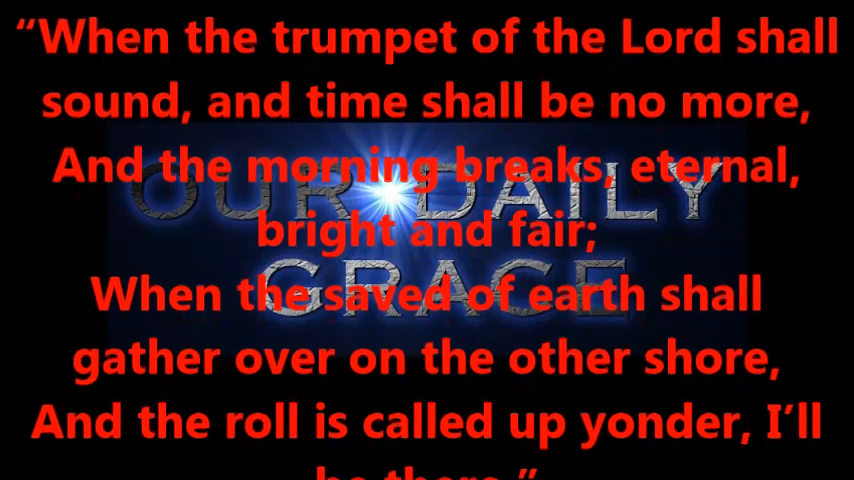 “When the trumpet of the Lord shall
sound, and time shall be no more,
And the morning breaks, eternal,
bright and fair;
When the saved of earth shall
gather over on the other shore,
And the roll is called up yonder, I’ll
be there.”
OUR DAILY
GRACE